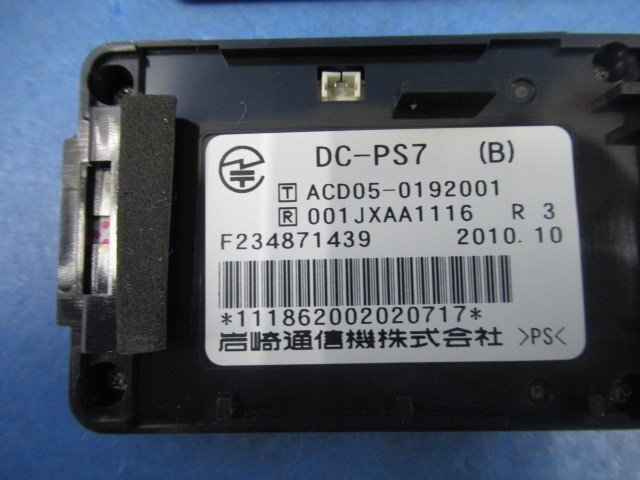 DC-PS7 (B)
T ACD05-0192001
R 001JXAA1116 R 3
F234871439 2010.10
*111862002020717*
岩崎通信機株式会社 >PS<